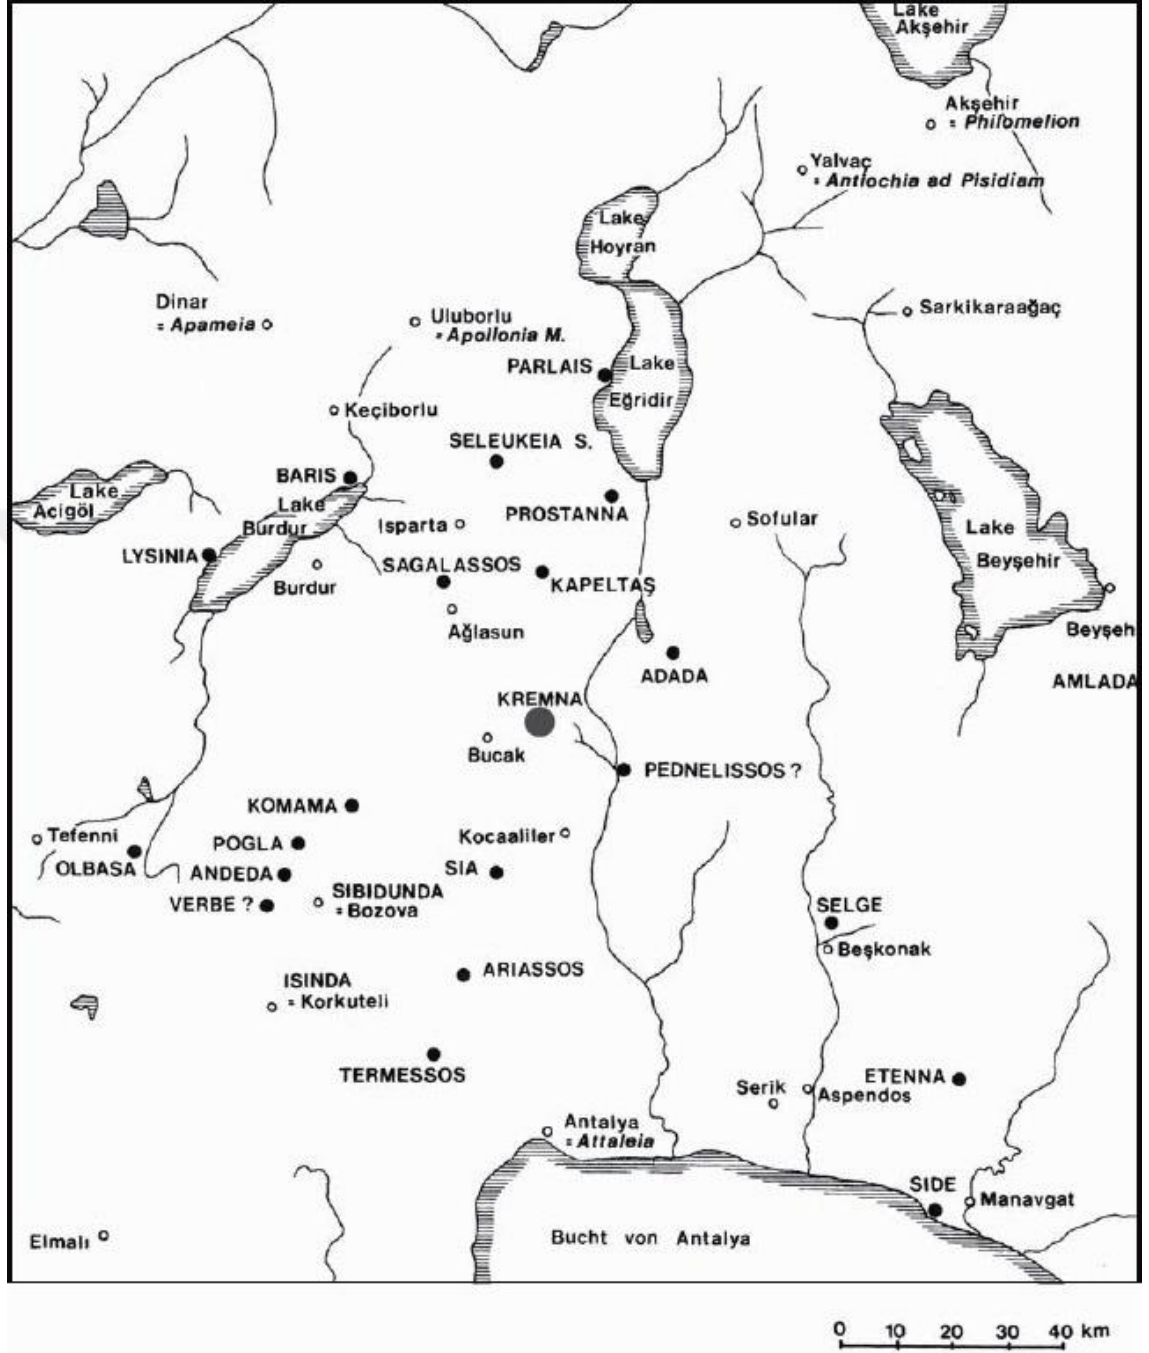 Lake
Akşehir
Akşehir
= Philomelion
Yalvaç
= Antiochia ad Pisidiam
Lake
Hoyran
Dinar
= Apameia
Uluborlu
= Apollonia M.
Sarkikaraağaç
PARLAIS
Lake
Eğridir
Keçiborlu
SELEUKEIA S.
BARIS
Lake
Acigöl
Lake
Burdur
Isparta
PROSTANNA
Sofular
Lake
Beyşehir
LYSINIA
Burdur
SAGALASSOS
KAPELTAŞ
Ağlasun
Beyşeh
ADADA
AMLADA
KREMNA
Bucak
PEDNELISSOS ?
KOMAMA
Tefenni
POGLA
Kocaaliler
OLBASA
ANDEDA
SIA
VERBE ?
SIBIDUNDA
= Bozova
SELGE
Beşkonak
ISINDA
= Korkuteli
ARIASSOS
TERMESSOS
ETENNA
Serik
Aspendos
Antalya
= Attaleia
SIDE
Manavgat
Elmalı
Bucht von Antalya
0 10 20 30 40 km